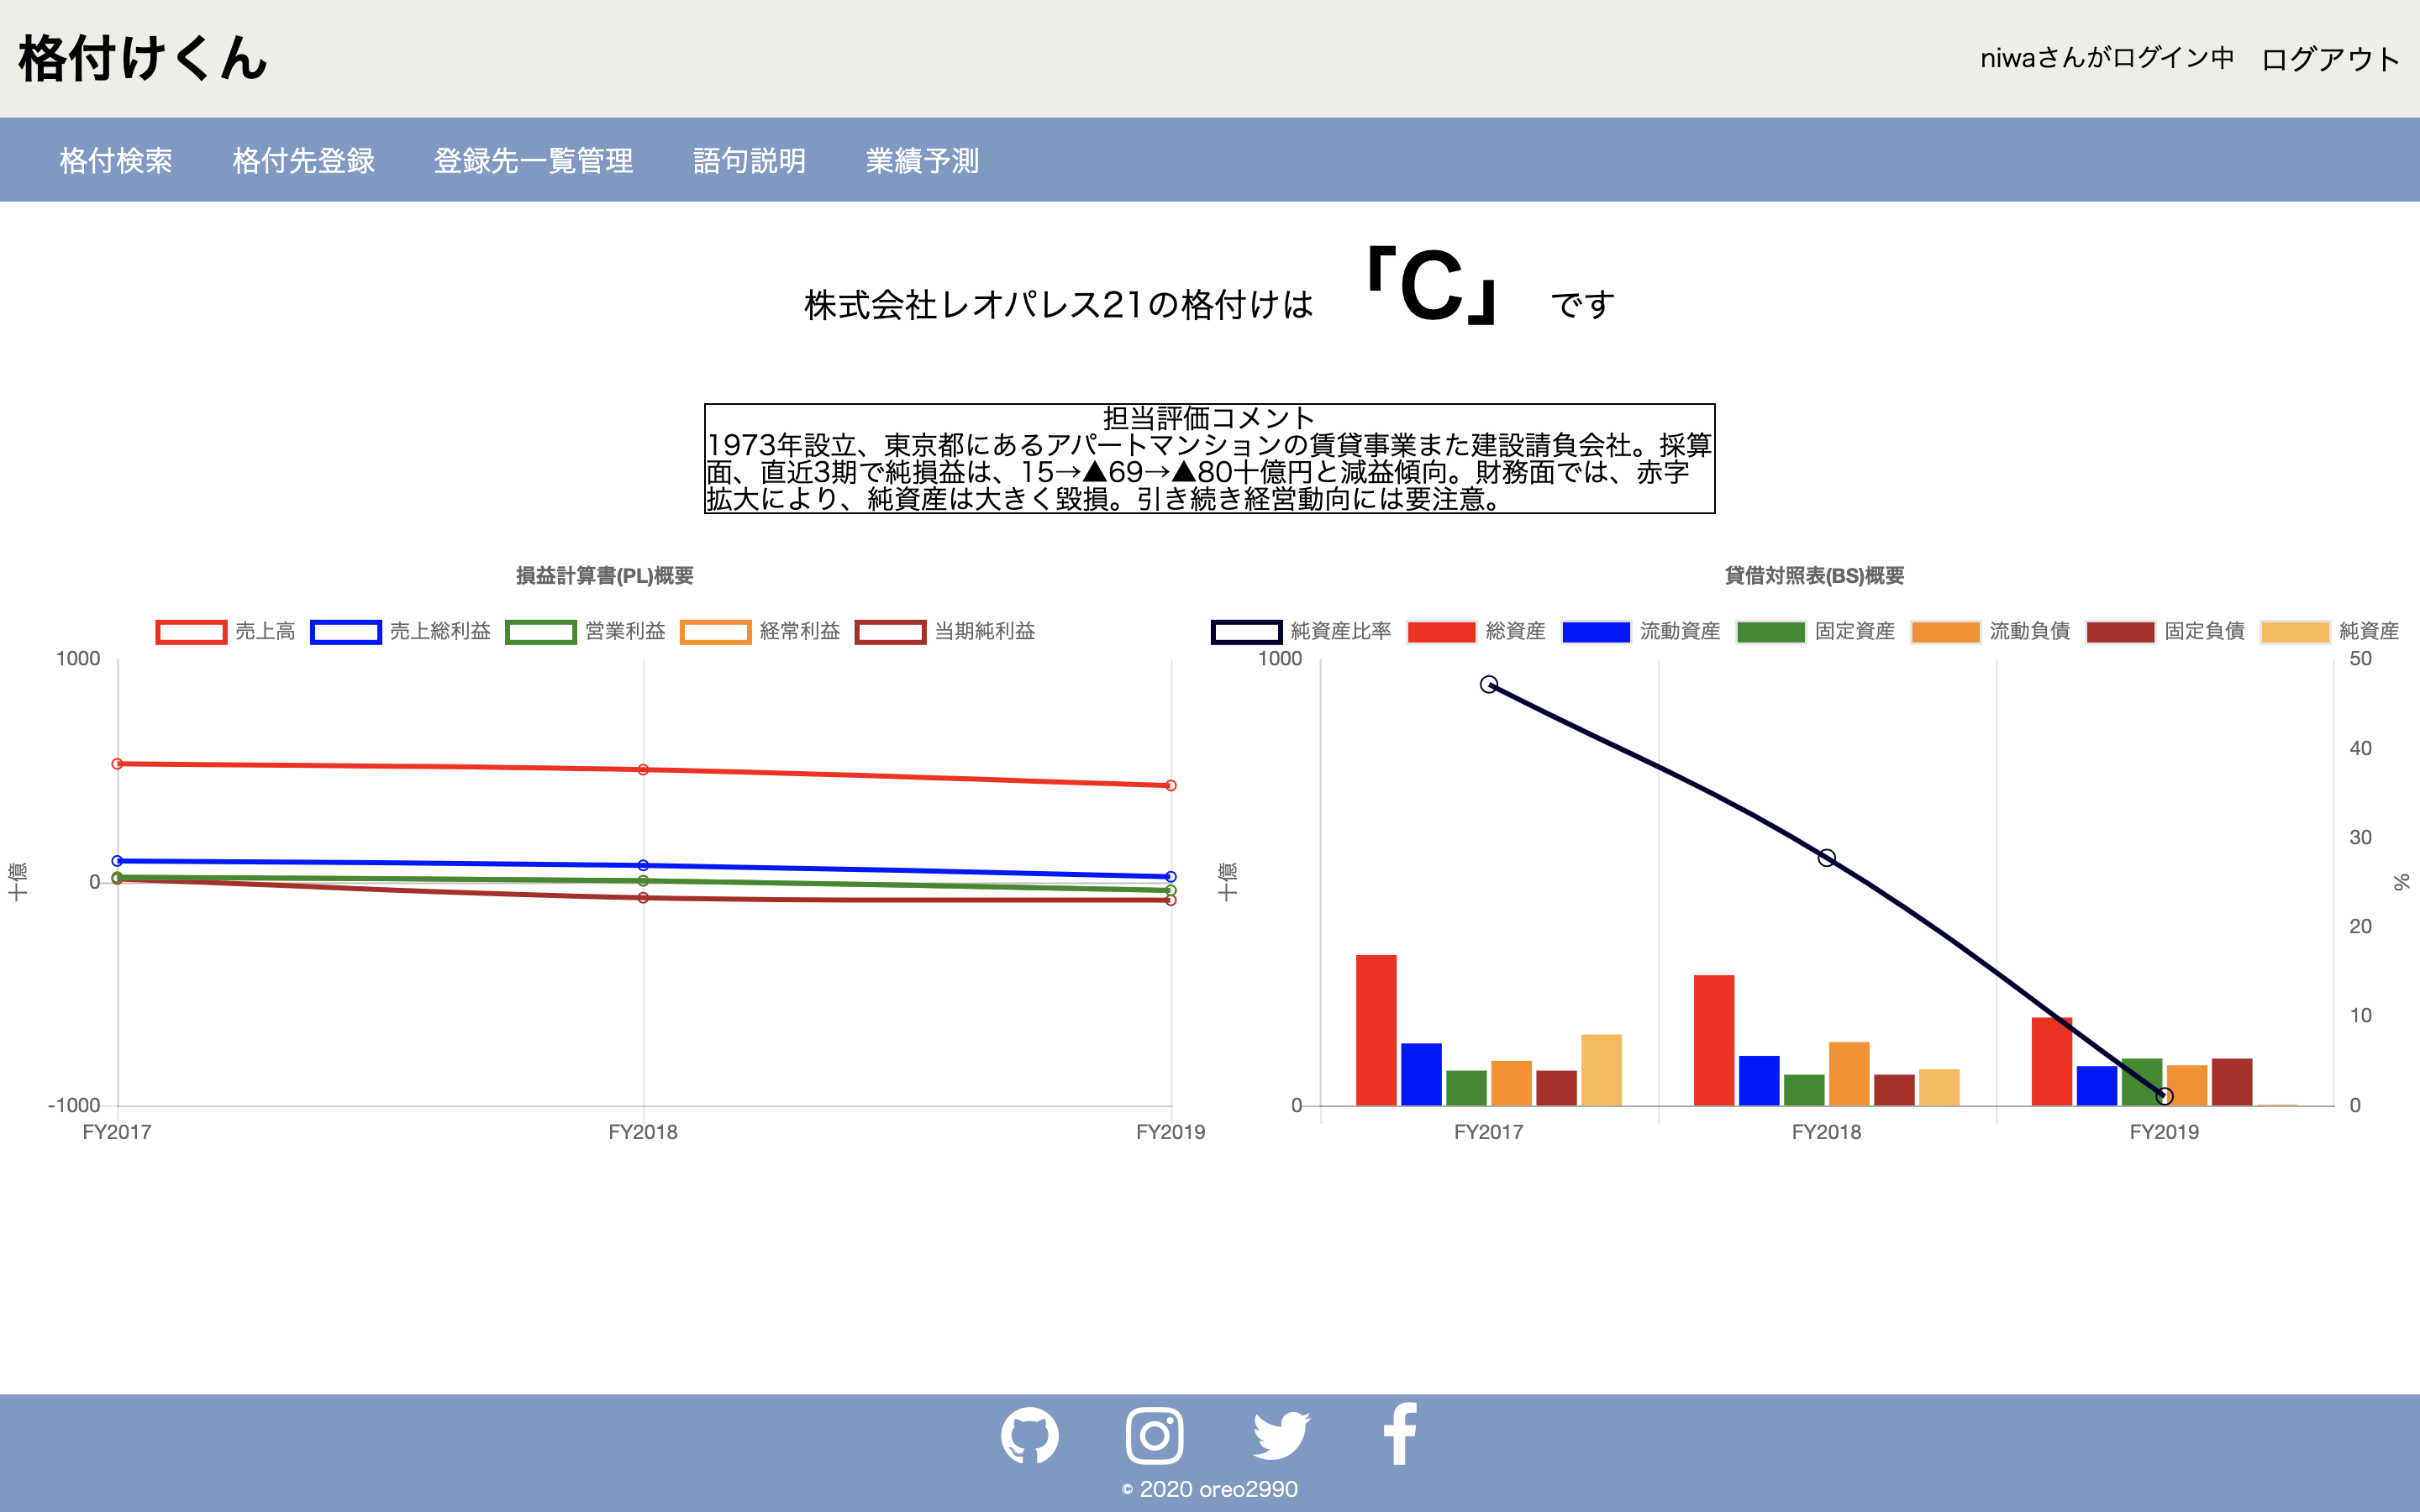 格付けくん
niwaさんがログイン中 ログアウト
格付検索 格付先登録 登録先一覧管理 語句説明 業績予測
株式会社レオパレス21の格付けは 「C」 です
担当評価コメント
1973年設立、東京都にあるアパートマンションの賃貸事業また建設請負会社。採算
面、直近3期で純損益は、15→▲69→▲80十億円と減益傾向。財務面では、赤字
拡大により、純資産は大きく毀損。引き続き経営動向には要注意。
損益計算書(PL)概要
売上高 売上総利益 営業利益 経常利益 当期純利益
1000
0
-1000
十億
FY2017 FY2018 FY2019
貸借対照表(BS)概要
純資産比率 総資産 流動資産 固定資産 流動負債 固定負債 純資産
1000
0
十億
50
40
30
20
10
0
%
FY2017 FY2018 FY2019
© 2020 oreo2990